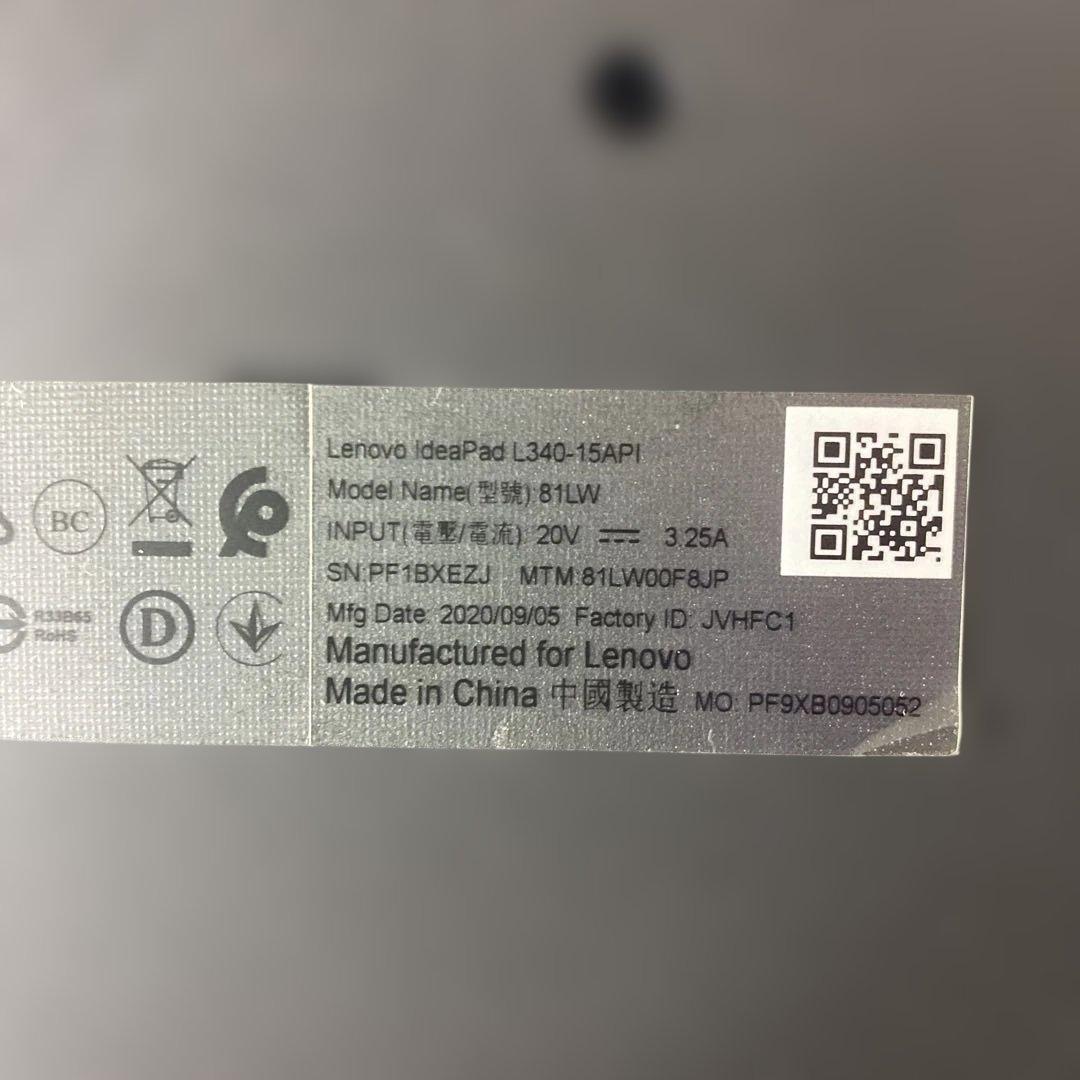 Lenovo IdeaPad L340-15API
Model Name(型號):81LW
INPUT(電壓/電流): 20V ⎓ 3.25A
SN:PF1BXEZJ MTM:81LW00F8JP
Mfg Date: 2020/09/05 Factory ID: JVHFC1
Manufactured for Lenovo
Made in China 中國製造 MO: PF9XB0905052
BC
R33B65
RoHS
D